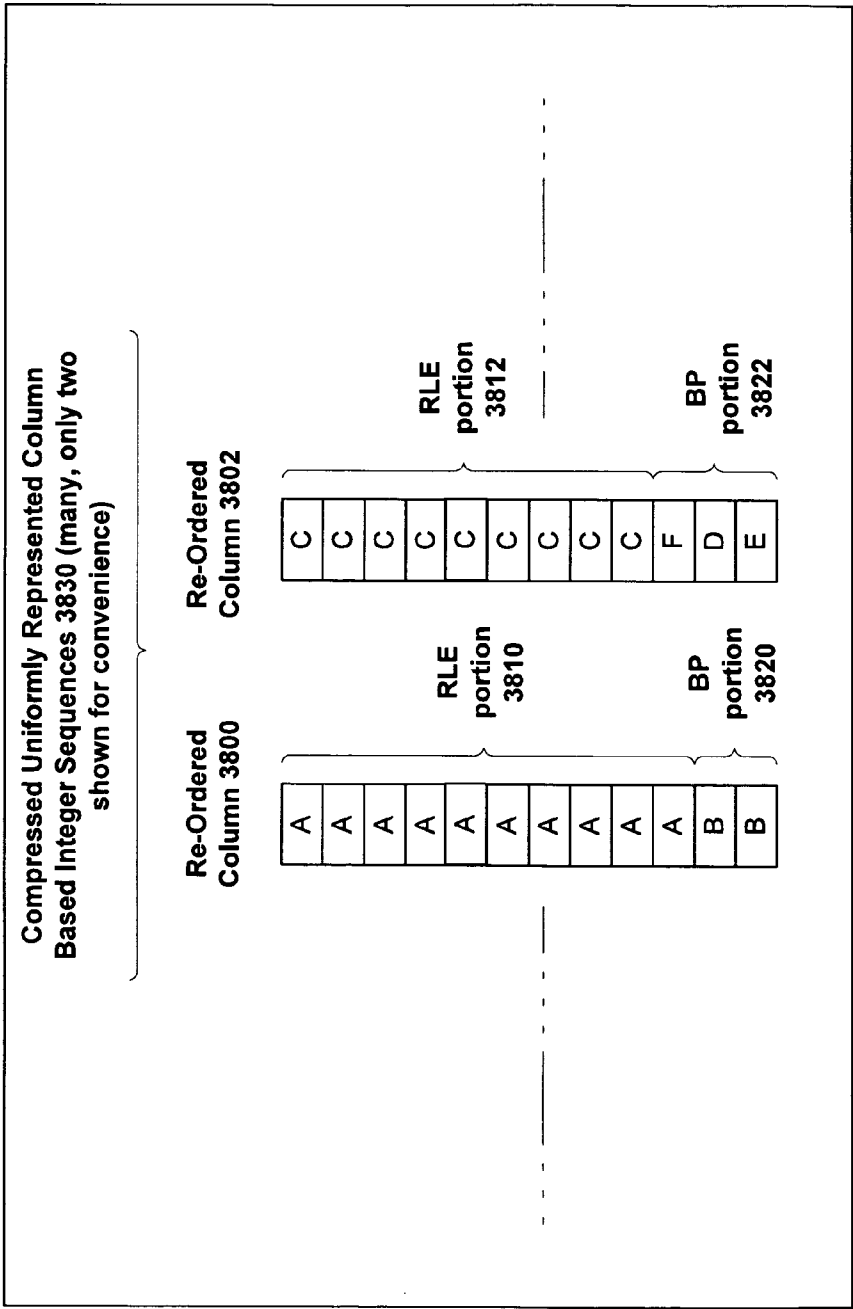 Compressed Uniformly Represented Column
Based Integer Sequences 3830 (many, only two
shown for convenience)
Re-Ordered
Column 3800
A
A
A
A
A
A
A
A
A
A
B
B
RLE
portion
3810
BP
portion
3820
Re-Ordered
Column 3802
C
C
C
C
C
C
C
C
C
F
D
E
RLE
portion
3812
BP
portion
3822